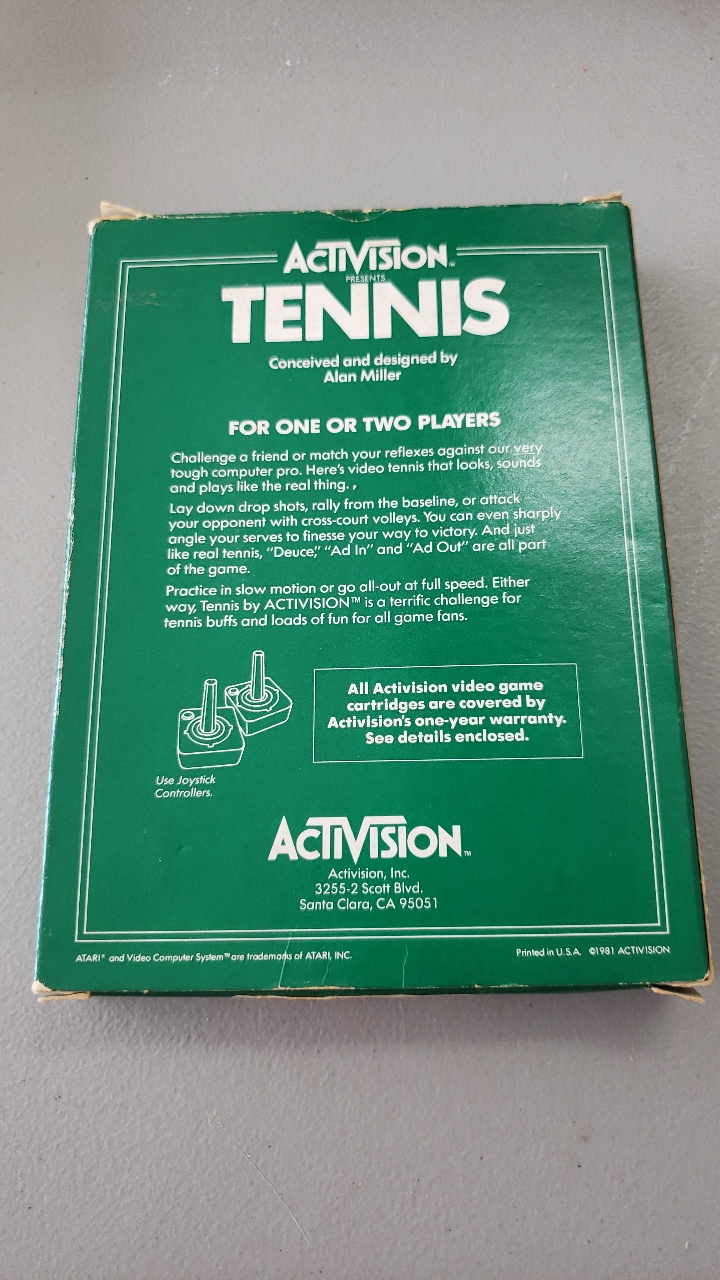 ACTIVISION™
PRESENTS
TENNIS
Conceived and designed by
Alan Miller
FOR ONE OR TWO PLAYERS
Challenge a friend or match your reflexes against our very
tough computer pro. Here's video tennis that looks, sounds
and plays like the real thing.
Lay down drop shots, rally from the baseline, or attack
your opponent with cross-court volleys. You can even sharply
angle your serves to finesse your way to victory. And just
like real tennis, "Deuce," "Ad In" and "Ad Out" are all part
of the game.
Practice in slow motion or go all-out at full speed. Either
way, Tennis by ACTIVISION™ is a terrific challenge for
tennis buffs and loads of fun for all game fans.
All Activision video game
cartridges are covered by
Activision's one-year warranty.
See details enclosed.
Use Joystick
Controllers.
ACTIVISION™
Activision, Inc.
3255-2 Scott Blvd.
Santa Clara, CA 95051
ATARI® and Video Computer System™ are trademarks of ATARI, INC.
Printed in U.S.A. ©1981 ACTIVISION